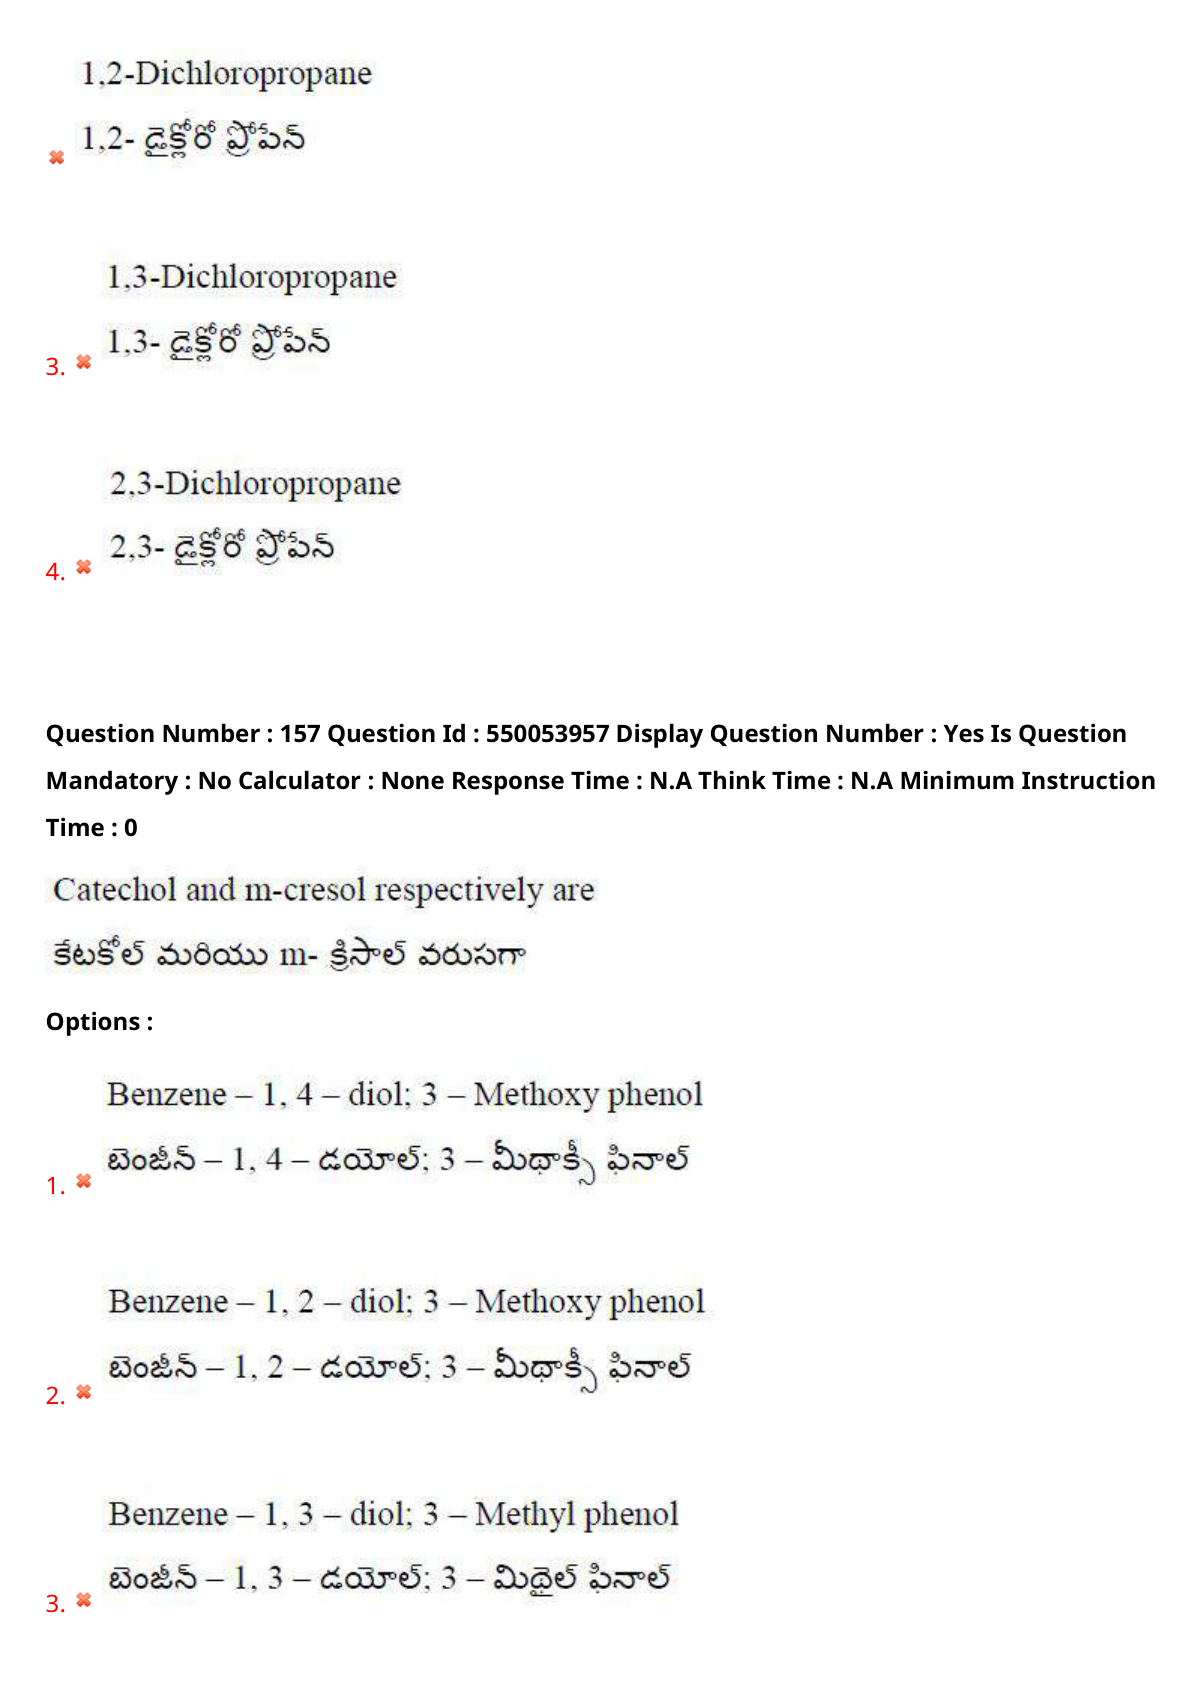 1,2-Dichloropropane
1,2- డైక్లోరో ప్రోపేన్
1,3-Dichloropropane
1,3- డైక్లోరో ప్రోపేన్
3.
2,3-Dichloropropane
2,3- డైక్లోరో ప్రోపేన్
4.
Question Number : 157 Question Id : 550053957 Display Question Number : Yes Is Question
Mandatory : No Calculator : None Response Time : N.A Think Time : N.A Minimum Instruction
Time : 0
Catechol and m-cresol respectively are
కేటకోల్ మరియు m- క్రిసాల్ వరుసగా
Options :
Benzene – 1, 4 – diol; 3 – Methoxy phenol
బెంజీన్ – 1, 4 – డయోల్; 3 – మీథాక్సీ ఫినాల్
1.
Benzene – 1, 2 – diol; 3 – Methoxy phenol
బెంజీన్ – 1, 2 – డయోల్; 3 – మీథాక్సీ ఫినాల్
2.
Benzene – 1, 3 – diol; 3 – Methyl phenol
బెంజీన్ – 1, 3 – డయోల్; 3 – మిథైల్ ఫినాల్
3.